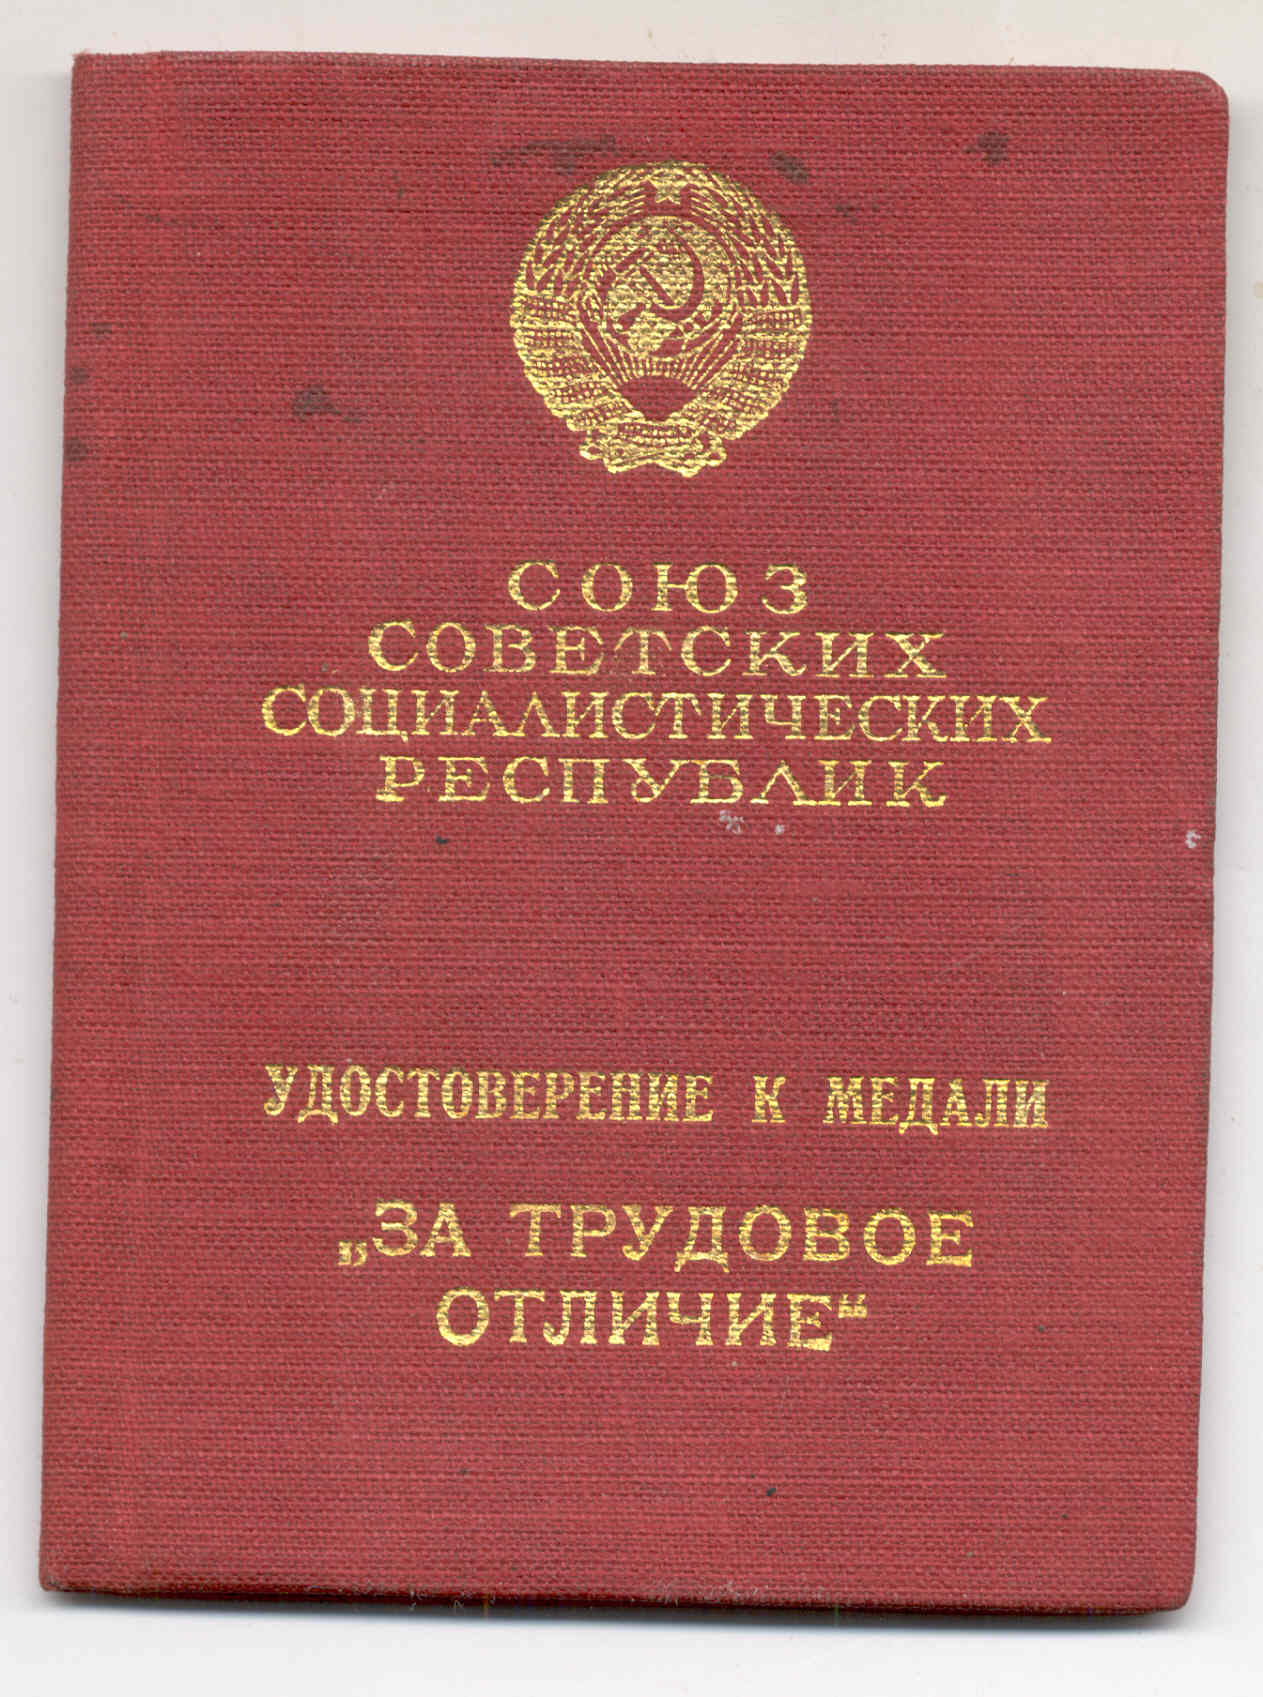 СОЮЗ
СОВЕТСКИХ
СОЦИАЛИСТИЧЕСКИХ
РЕСПУБЛИК
УДОСТОВЕРЕНИЕ К МЕДАЛИ
„ЗА ТРУДОВОЕ
ОТЛИЧИЕ“